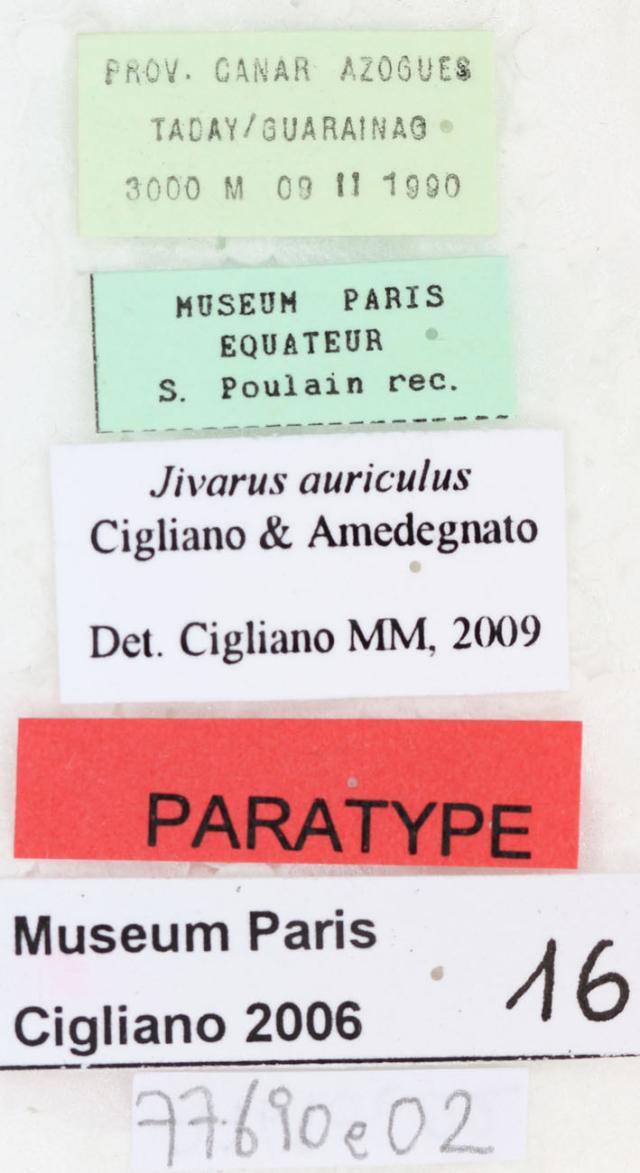 PROV. CANAR AZOGUES
TADAY/GUARAINAG
3000 M 09 II 1990
MUSEUM PARIS
EQUATEUR
S. Poulain rec.
Jivarus auriculus
Cigliano & Amedegnato
Det. Cigliano MM, 2009
PARATYPE
Museum Paris
Cigliano 2006
16
77690e02